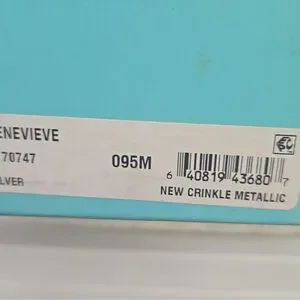 ENEVIEVE
70747
095M
6 40819 43680 7
LVER
NEW CRINKLE METALLIC